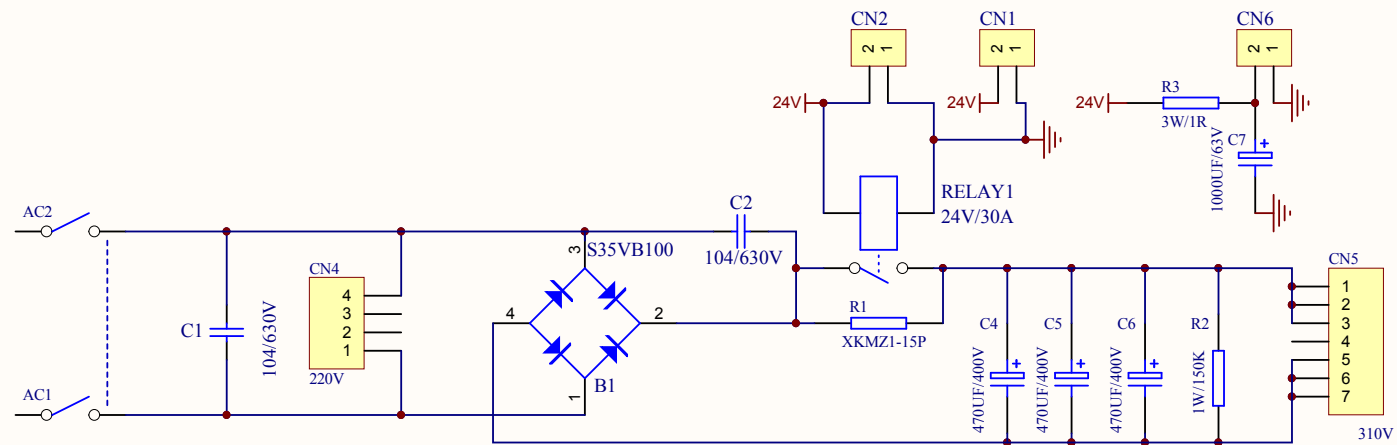 CN2
CN1
CN6
2 1
2 1
2 1
24V
24V
24V
R3
3W/1R
C7
+
1000UF/63V
RELAY1
24V/30A
AC2
C2
104/630V
S35VB100
3
CN4
4
3
2
1
220V
C1
104/630V
4
2
1
B1
R1
XKMZ1-15P
C4
+
470UF/400V
C5
+
470UF/400V
C6
+
470UF/400V
R2
1W/150K
CN5
1
2
3
4
5
6
7
310V
AC1